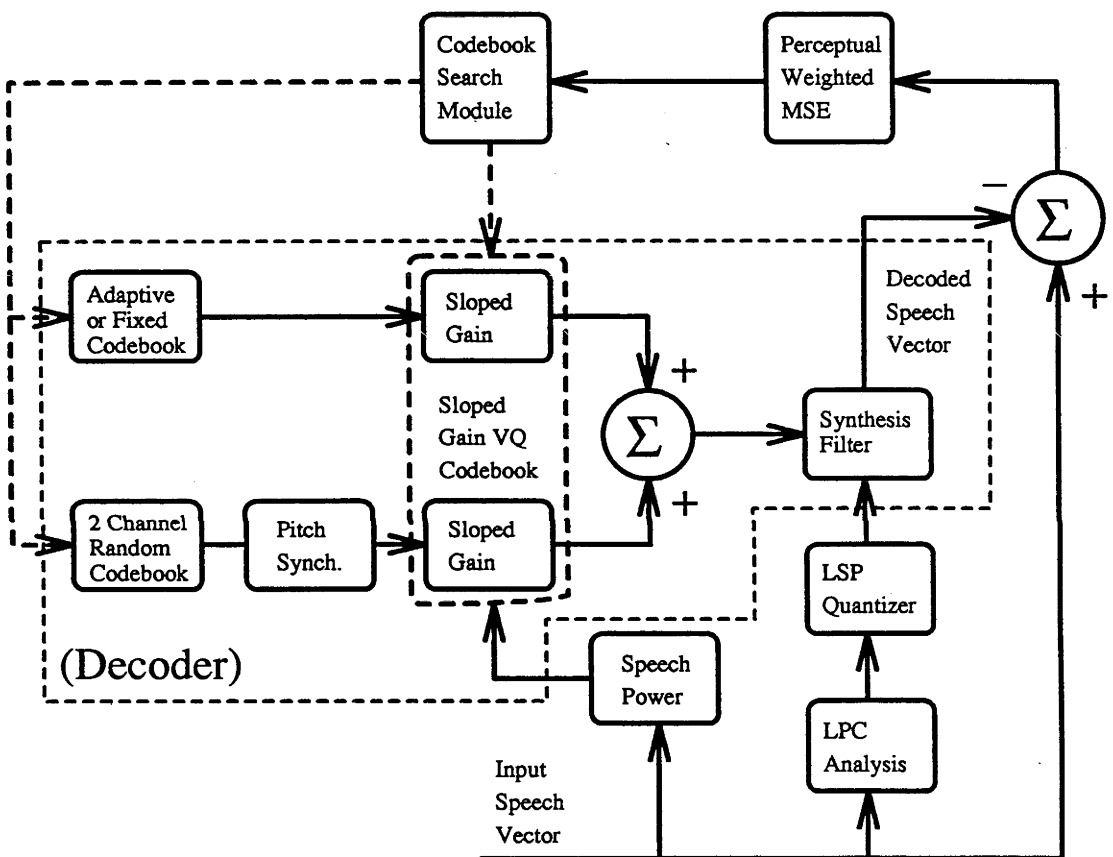 Codebook
Search
Module
Perceptual
Weighted
MSE
−
Σ
+
Adaptive
or Fixed
Codebook
Sloped
Gain
Decoded
Speech
Vector
+
Sloped
Gain VQ
Codebook
Σ
+
Synthesis
Filter
2 Channel
Random
Codebook
Pitch
Synch.
Sloped
Gain
LSP
Quantizer
(Decoder)
Speech
Power
LPC
Analysis
Input
Speech
Vector